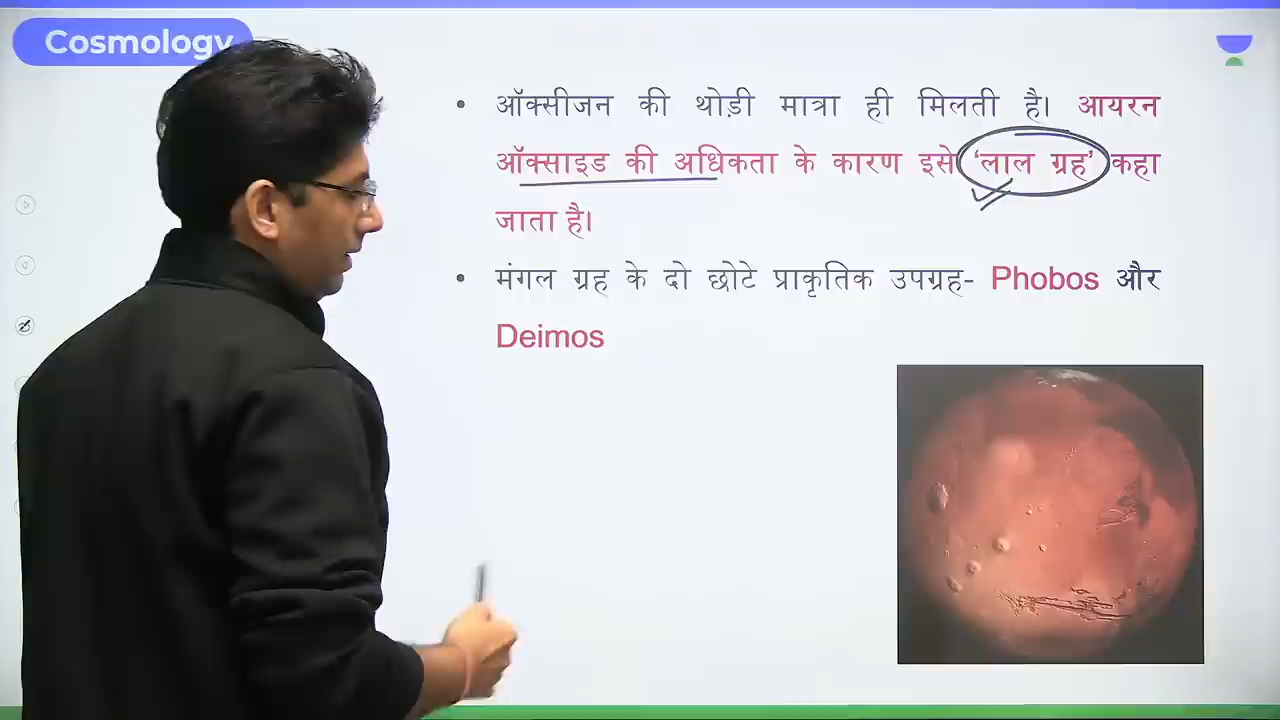 Cosmology
• ऑक्सीजन की थोड़ी मात्रा ही मिलती है। आयरन
ऑक्साइड की अधिकता के कारण इसे 'लाल ग्रह' कहा
जाता है।
• मंगल ग्रह के दो छोटे प्राकृतिक उपग्रह- Phobos और
Deimos